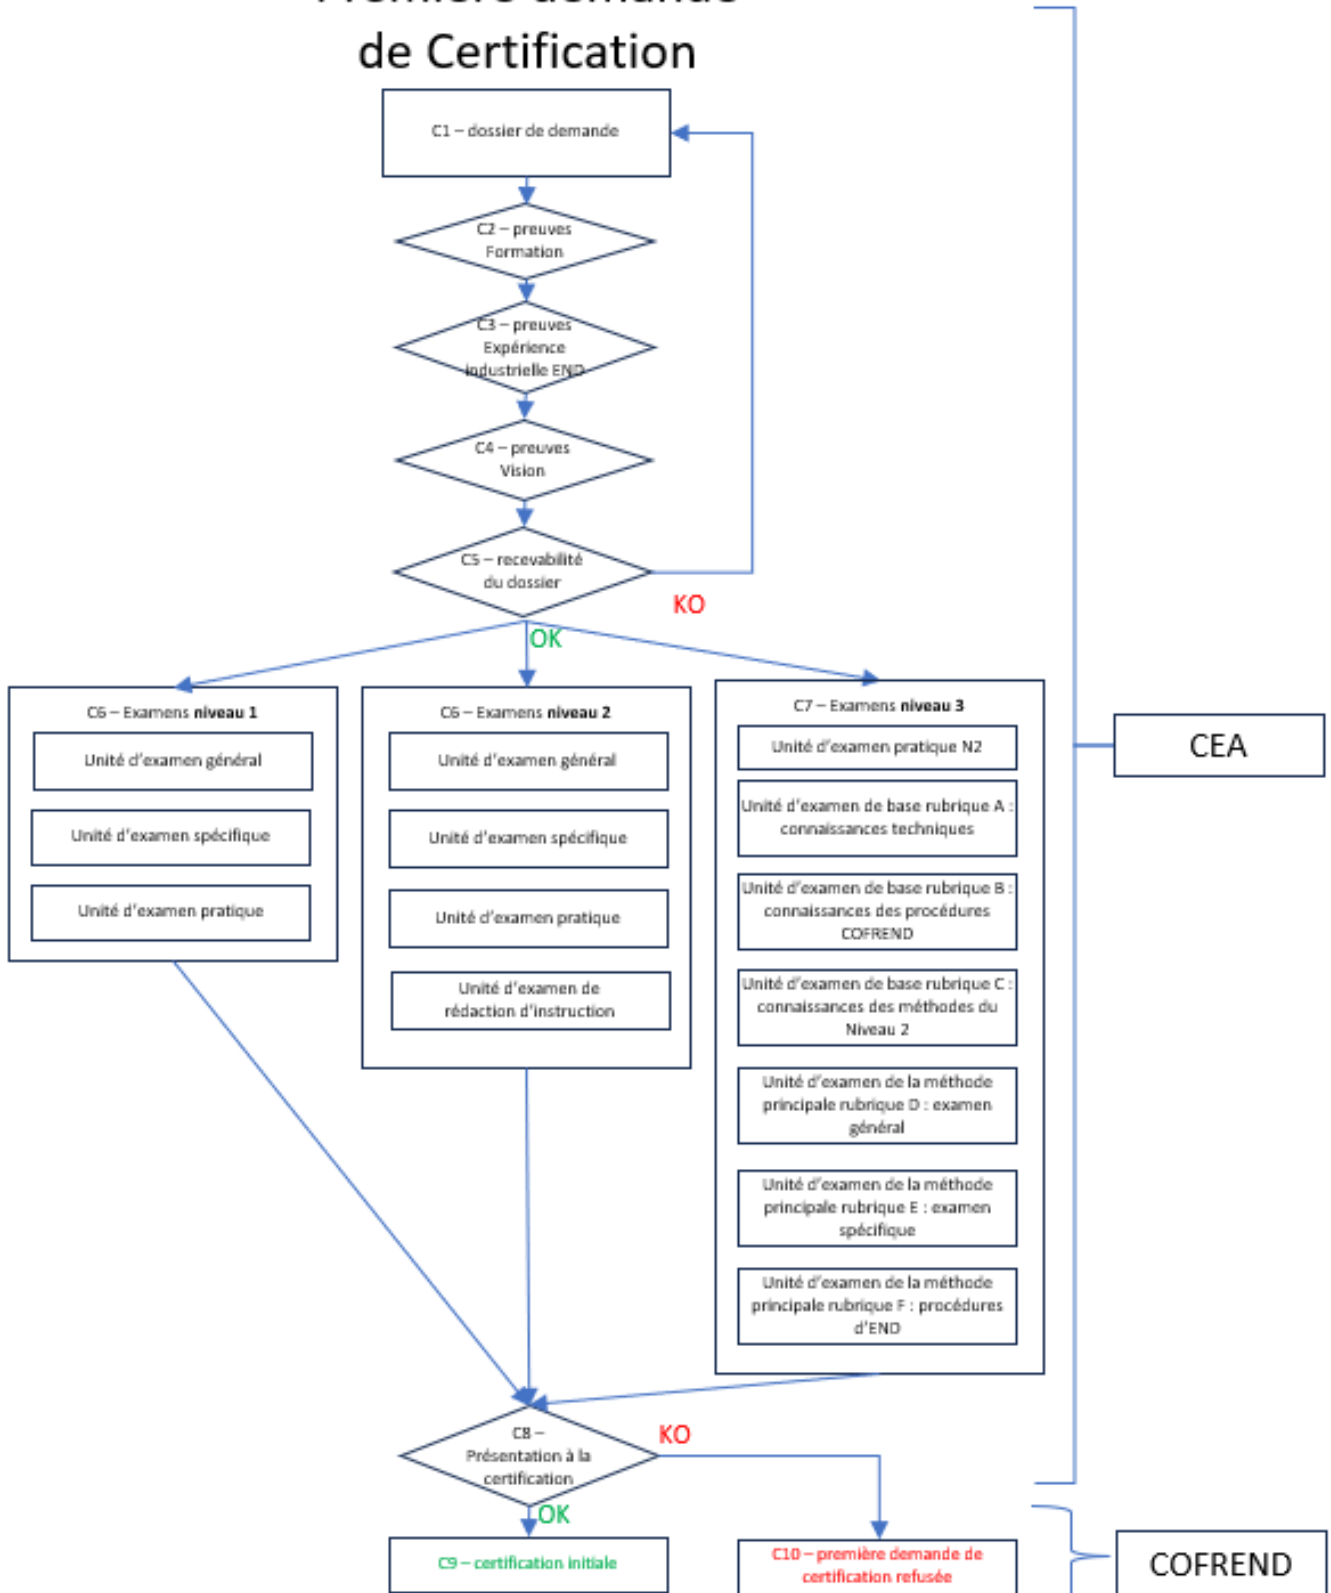 Première demande
de Certification
C1 – dossier de demande
C2 – preuves
Formation
C3 – preuves
Expérience
industrielle END
C4 – preuves
Vision
C5 – recevabilité
du dossier
KO
OK
C6 – Examens niveau 1
Unité d'examen général
Unité d'examen spécifique
Unité d'examen pratique
C6 – Examens niveau 2
Unité d'examen général
Unité d'examen spécifique
Unité d'examen pratique
Unité d'examen de
rédaction d'instruction
C7 – Examens niveau 3
Unité d'examen pratique N2
Unité d'examen de base rubrique A :
connaissances techniques
Unité d'examen de base rubrique B :
connaissances des procédures
COFREND
Unité d'examen de base rubrique C :
connaissances des méthodes du
Niveau 2
Unité d'examen de la méthode
principale rubrique D : examen
général
Unité d'examen de la méthode
principale rubrique E : examen
spécifique
Unité d'examen de la méthode
principale rubrique F : procédures
d'END
CEA
C8 –
Présentation à la
certification
KO
OK
C9 – certification initiale
C10 – première demande de
certification refusée
COFREND